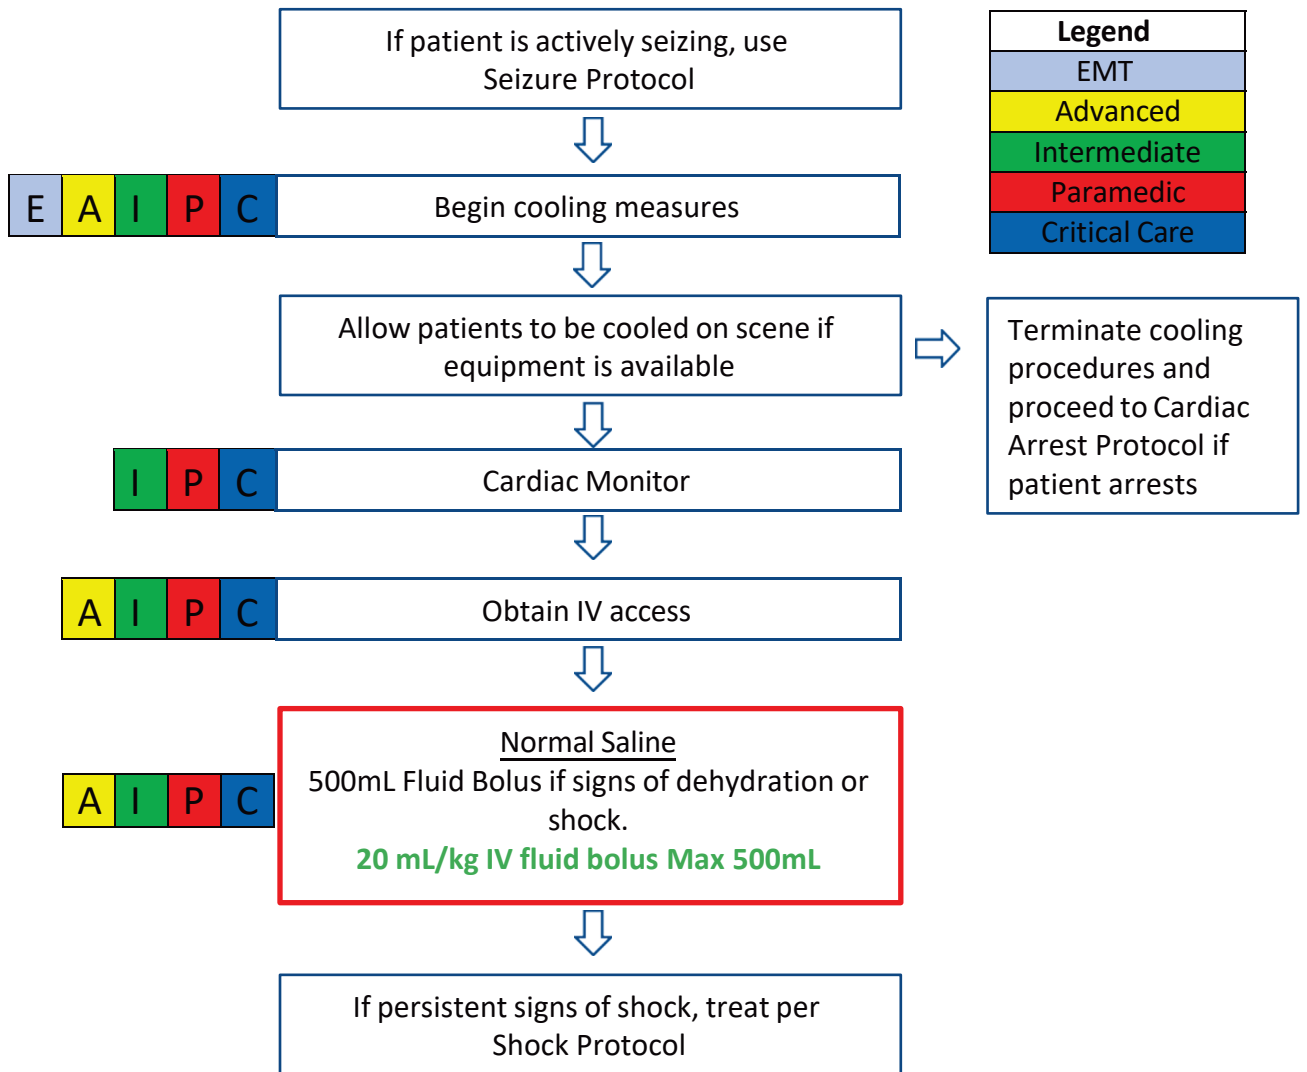 If patient is actively seizing, use
Seizure Protocol
Legend
EMT
Advanced
Intermediate
Paramedic
Critical Care
E A I P C
Begin cooling measures
Allow patients to be cooled on scene if
equipment is available
Terminate cooling
procedures and
proceed to Cardiac
Arrest Protocol if
patient arrests
I P C
Cardiac Monitor
A I P C
Obtain IV access
A I P C
Normal Saline
500mL Fluid Bolus if signs of dehydration or
shock.
20 mL/kg IV fluid bolus Max 500mL
If persistent signs of shock, treat per
Shock Protocol